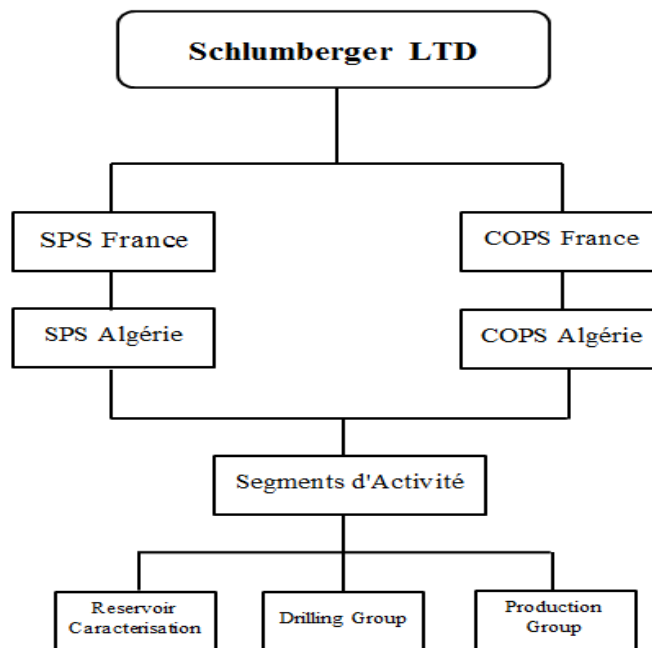 Schlumberger LTD
SPS France
COPS France
SPS Algérie
COPS Algérie
Segments d'Activité
Reservoir
Caracterisation
Drilling Group
Production
Group